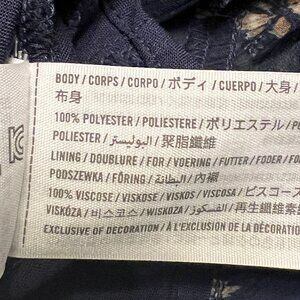 BODY / CORPS / CORPO / ボディ / CUERPO / 大身 /
布身
100% POLYESTER / POLIESTERE / ポリエステル /
POLIESTER / البوليستر / 聚脂纖維
LINING / DOUBLURE / FOR / VOERING / FUTTER / FODER /
PODSZEWKA / FÔRING / البطانة / 內襯
100% VISCOSE / VISKOSE / VISKOS / VISCOSA / ビスコース
VISKÓZA / 비스코스 / WISKOZA / الفسكوز / 再生纖維素
EXCLUSIVE OF DECORATION / À L'EXCLUSION DE LA DÉCORATION